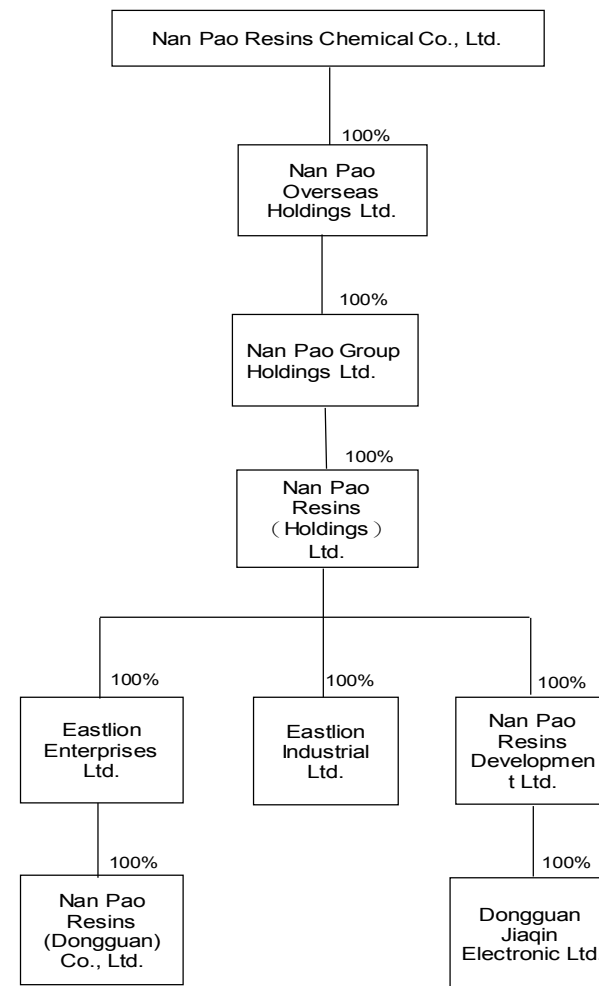 Nan Pao Resins Chemical Co., Ltd.
100%
Nan Pao
Overseas
Holdings Ltd.
100%
Nan Pao Group
Holdings Ltd.
100%
Nan Pao
Resins
（Holdings）
Ltd.
100%
100%
100%
Eastlion
Enterprises
Ltd.
Eastlion
Industrial
Ltd.
Nan Pao
Resins
Developmen
t Ltd.
100%
100%
Nan Pao
Resins
(Dongguan)
Co., Ltd.
Dongguan
Jiaqin
Electronic Ltd.